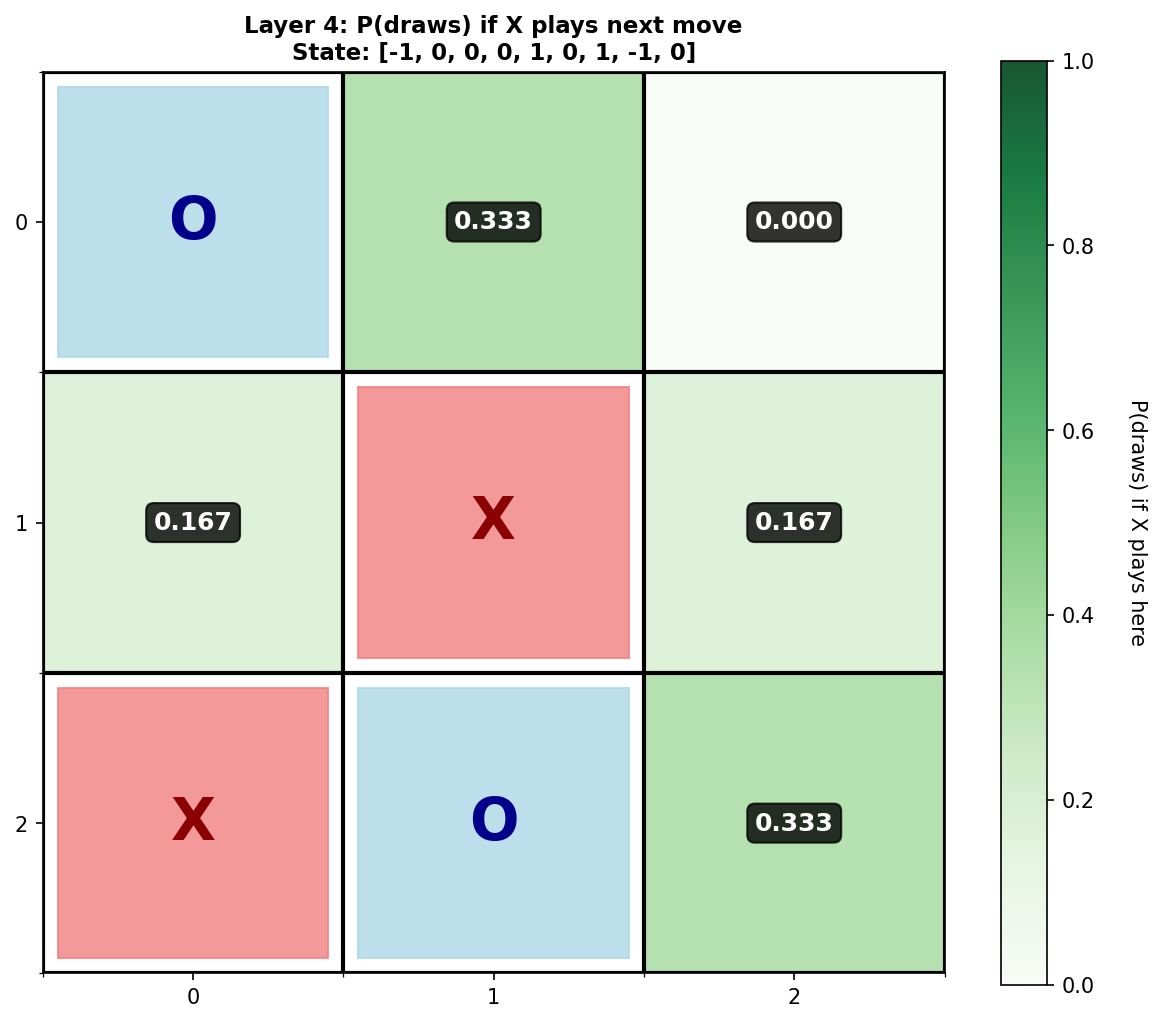 Layer 4: P(draws) if X plays next move
State: [-1, 0, 0, 0, 1, 0, 1, -1, 0]
0
O
0.333
0.000
1
0.167
X
0.167
2
X
O
0.333
0
1
2
1.0
0.8
0.6
0.4
0.2
0.0
P(draws) if X plays here